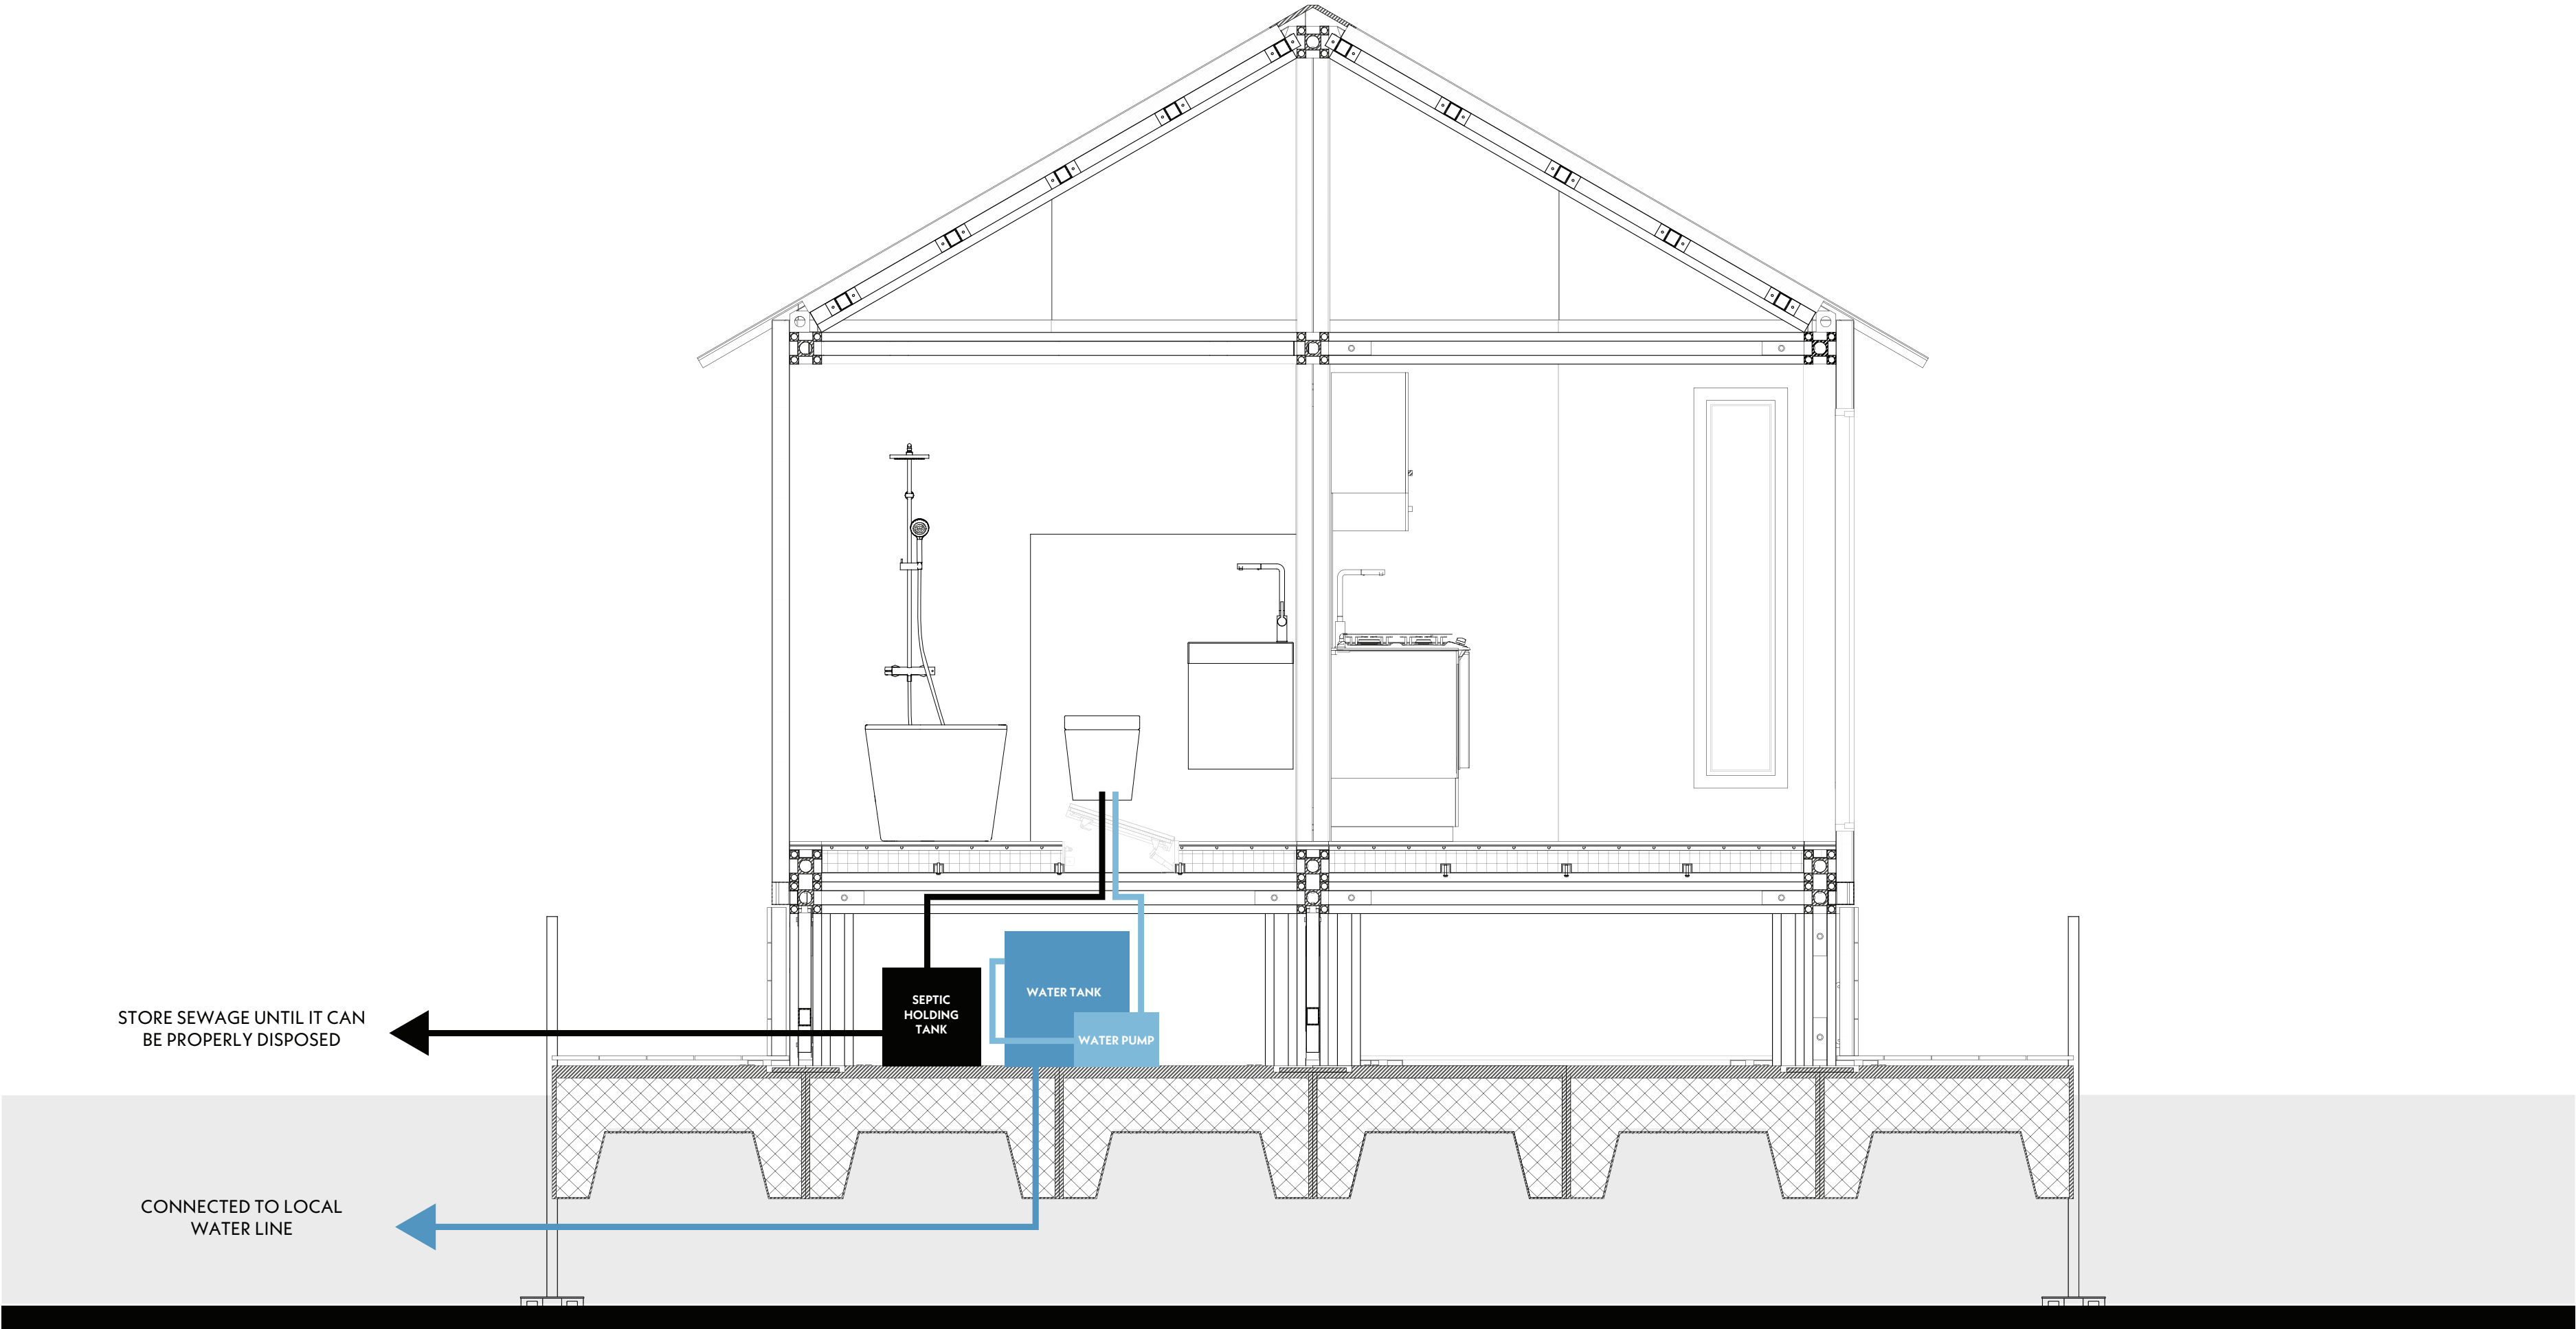 SEPTIC
HOLDING
TANK
WATER TANK
WATER PUMP
STORE SEWAGE UNTIL IT CAN
BE PROPERLY DISPOSED
CONNECTED TO LOCAL
WATER LINE